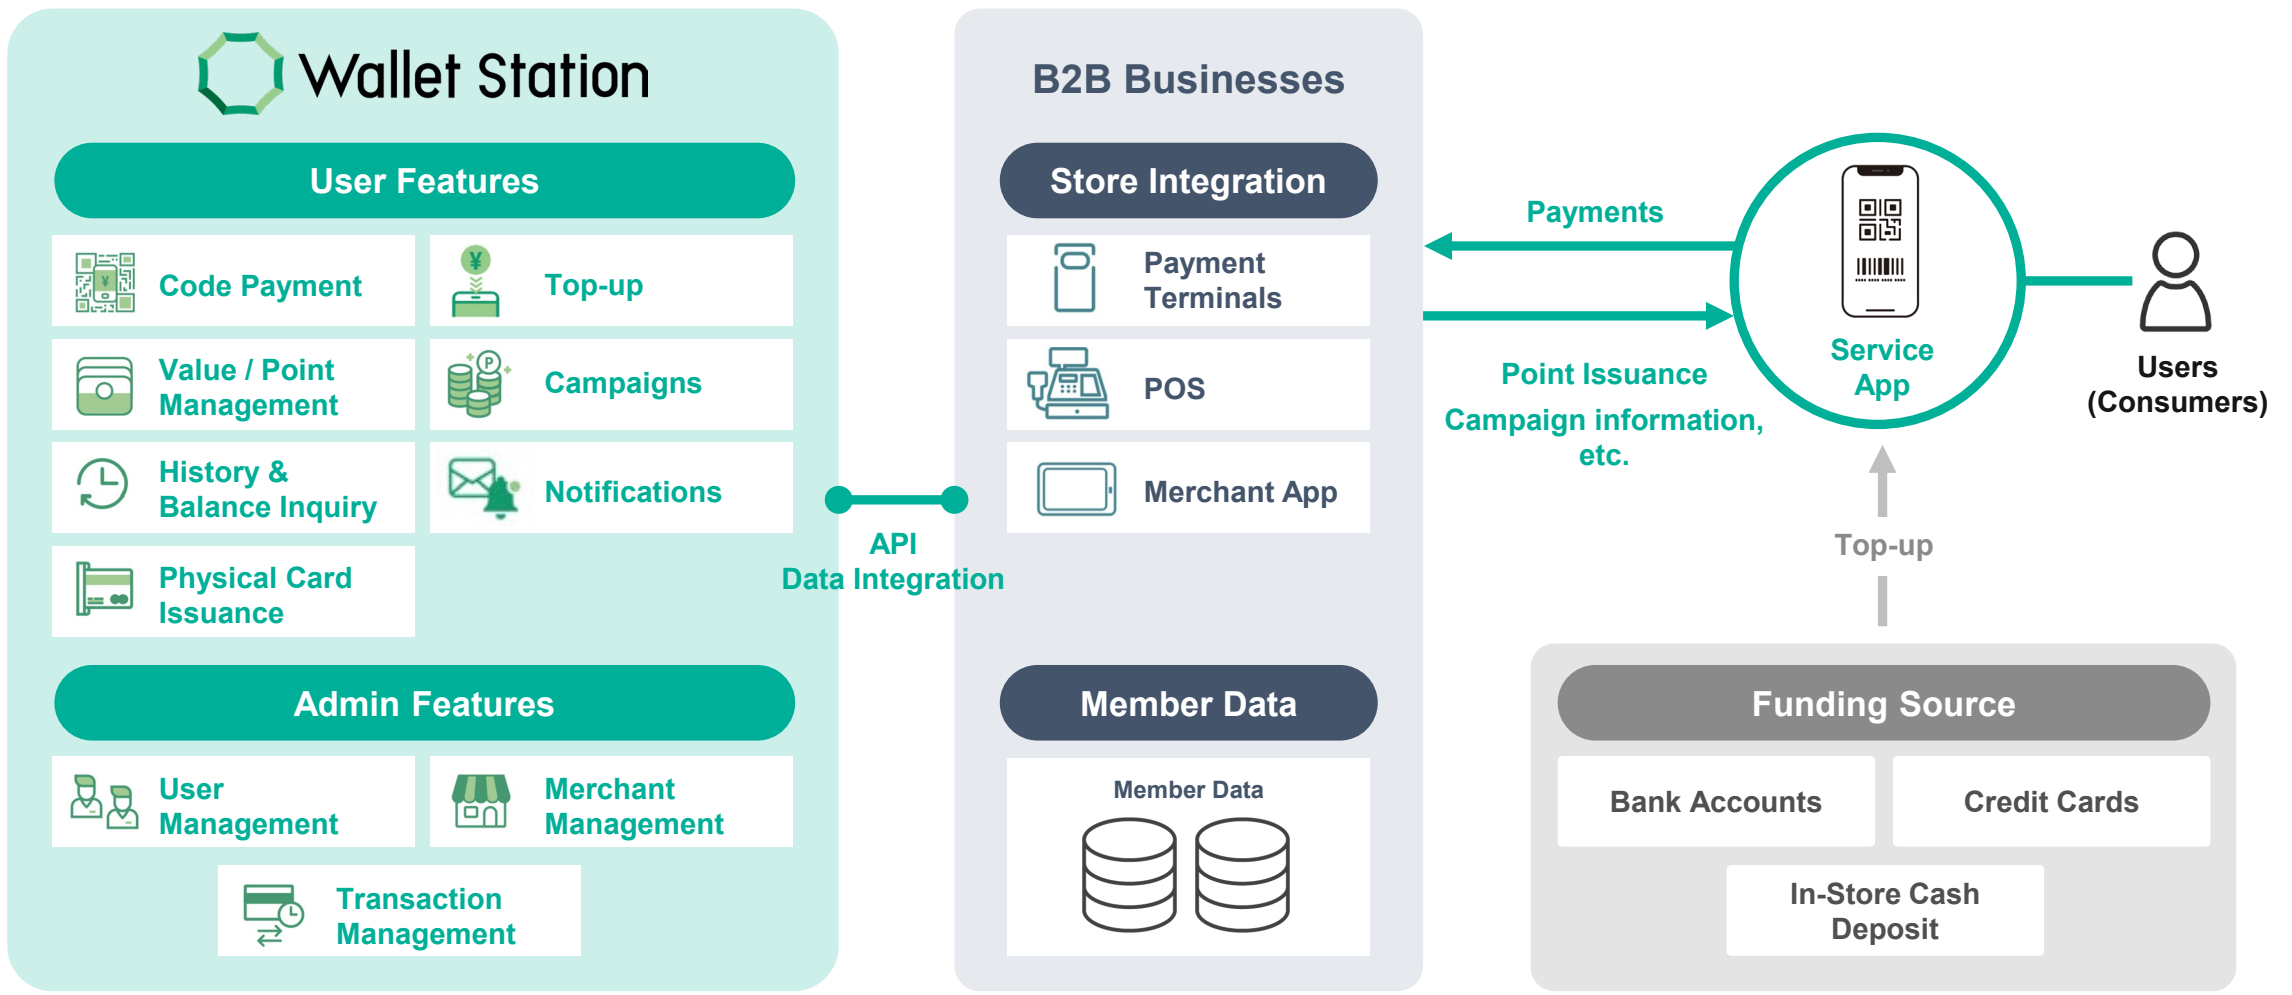 Wallet Station
User Features
Code Payment
Top-up
Value / Point
Management
Campaigns
History &
Balance Inquiry
Notifications
Physical Card
Issuance
Admin Features
User
Management
Merchant
Management
Transaction
Management
API
Data Integration
B2B Businesses
Store Integration
Payment
Terminals
POS
Merchant App
Member Data
Member Data
Payments
Point Issuance
Campaign information,
etc.
Service
App
Users
(Consumers)
Top-up
Funding Source
Bank Accounts
Credit Cards
In-Store Cash
Deposit